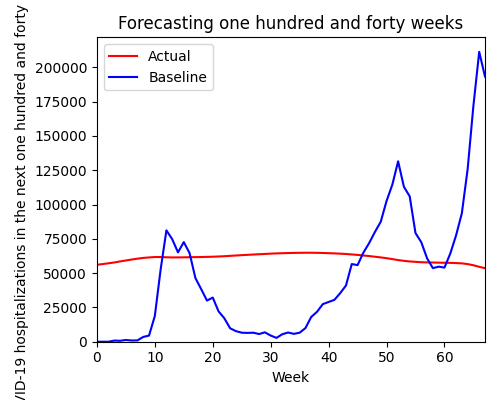 Forecasting one hundred and forty weeks
Actual
Baseline
VID-19 hospitalizations in the next one hundred and forty
200000
175000
150000
125000
100000
75000
50000
25000
0
0 10 20 30 40 50 60
Week